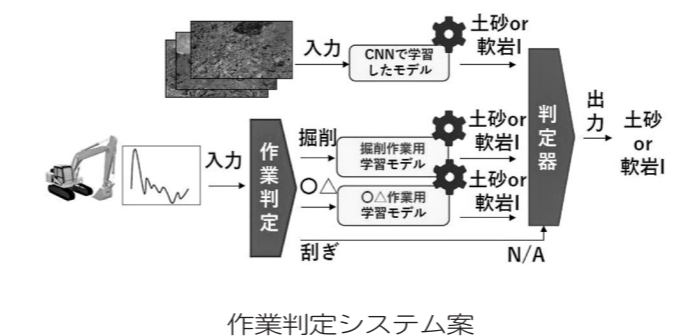 入力
CNNで学習
したモデル
土砂or
軟岩I
入力
作業判定
掘削
掘削作業用
学習モデル
土砂or
軟岩I
〇△
〇△作業用
学習モデル
土砂or
軟岩I
刮ぎ
N/A
判定器
出力
土砂
or
軟岩I
作業判定システム案